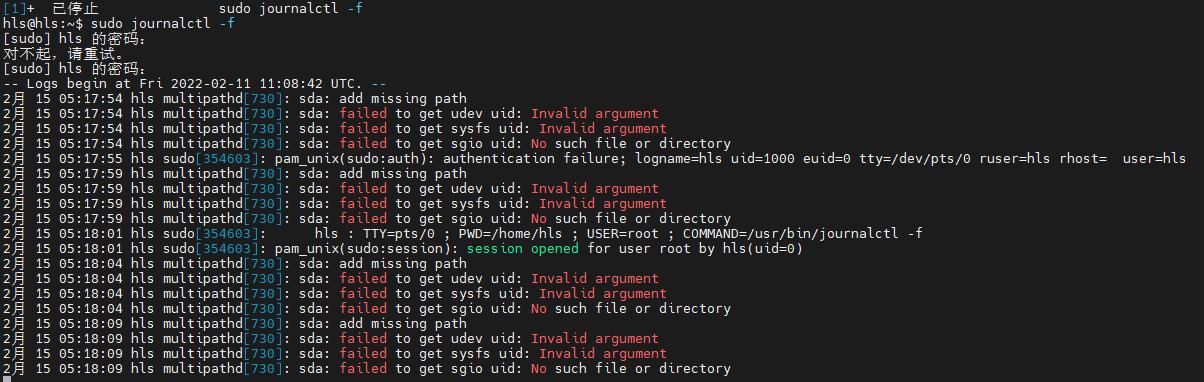 [1]+  已停止               sudo journalctl -f
hls@hls:~$ sudo journalctl -f
[sudo] hls 的密码：
对不起，请重试。
[sudo] hls 的密码：
-- Logs begin at Fri 2022-02-11 11:08:42 UTC. --
2月 15 05:17:54 hls multipathd[730]: sda: add missing path
2月 15 05:17:54 hls multipathd[730]: sda: failed to get udev uid: Invalid argument
2月 15 05:17:54 hls multipathd[730]: sda: failed to get sysfs uid: Invalid argument
2月 15 05:17:54 hls multipathd[730]: sda: failed to get sgio uid: No such file or directory
2月 15 05:17:55 hls sudo[354603]: pam_unix(sudo:auth): authentication failure; logname=hls uid=1000 euid=0 tty=/dev/pts/0 ruser=hls rhost=  user=hls
2月 15 05:17:59 hls multipathd[730]: sda: add missing path
2月 15 05:17:59 hls multipathd[730]: sda: failed to get udev uid: Invalid argument
2月 15 05:17:59 hls multipathd[730]: sda: failed to get sysfs uid: Invalid argument
2月 15 05:17:59 hls multipathd[730]: sda: failed to get sgio uid: No such file or directory
2月 15 05:18:01 hls sudo[354603]:      hls : TTY=pts/0 ; PWD=/home/hls ; USER=root ; COMMAND=/usr/bin/journalctl -f
2月 15 05:18:01 hls sudo[354603]: pam_unix(sudo:session): session opened for user root by hls(uid=0)
2月 15 05:18:04 hls multipathd[730]: sda: add missing path
2月 15 05:18:04 hls multipathd[730]: sda: failed to get udev uid: Invalid argument
2月 15 05:18:04 hls multipathd[730]: sda: failed to get sysfs uid: Invalid argument
2月 15 05:18:04 hls multipathd[730]: sda: failed to get sgio uid: No such file or directory
2月 15 05:18:09 hls multipathd[730]: sda: add missing path
2月 15 05:18:09 hls multipathd[730]: sda: failed to get udev uid: Invalid argument
2月 15 05:18:09 hls multipathd[730]: sda: failed to get sysfs uid: Invalid argument
2月 15 05:18:09 hls multipathd[730]: sda: failed to get sgio uid: No such file or directory